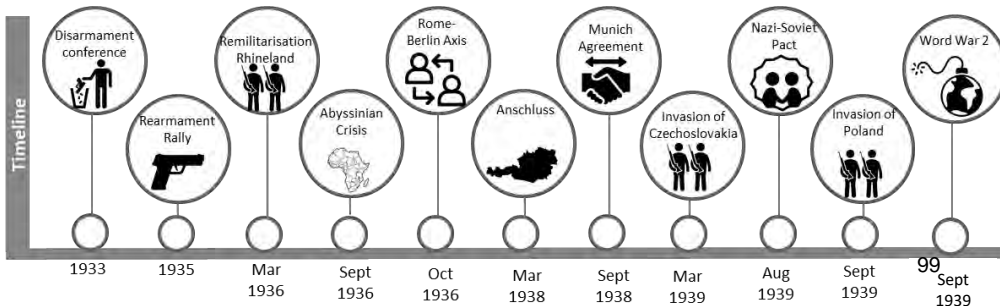 Timeline
Disarmament
conference
1933
Rearmament
Rally
1935
Remilitarisation
Rhineland
Mar
1936
Abyssinian
Crisis
Sept
1936
Rome-
Berlin Axis
Oct
1936
Anschluss
Mar
1938
Munich
Agreement
Sept
1938
Invasion of
Czechoslovakia
Mar
1939
Nazi-Soviet
Pact
Aug
1939
Invasion of
Poland
Sept
1939
Word War 2
99
Sept
1939